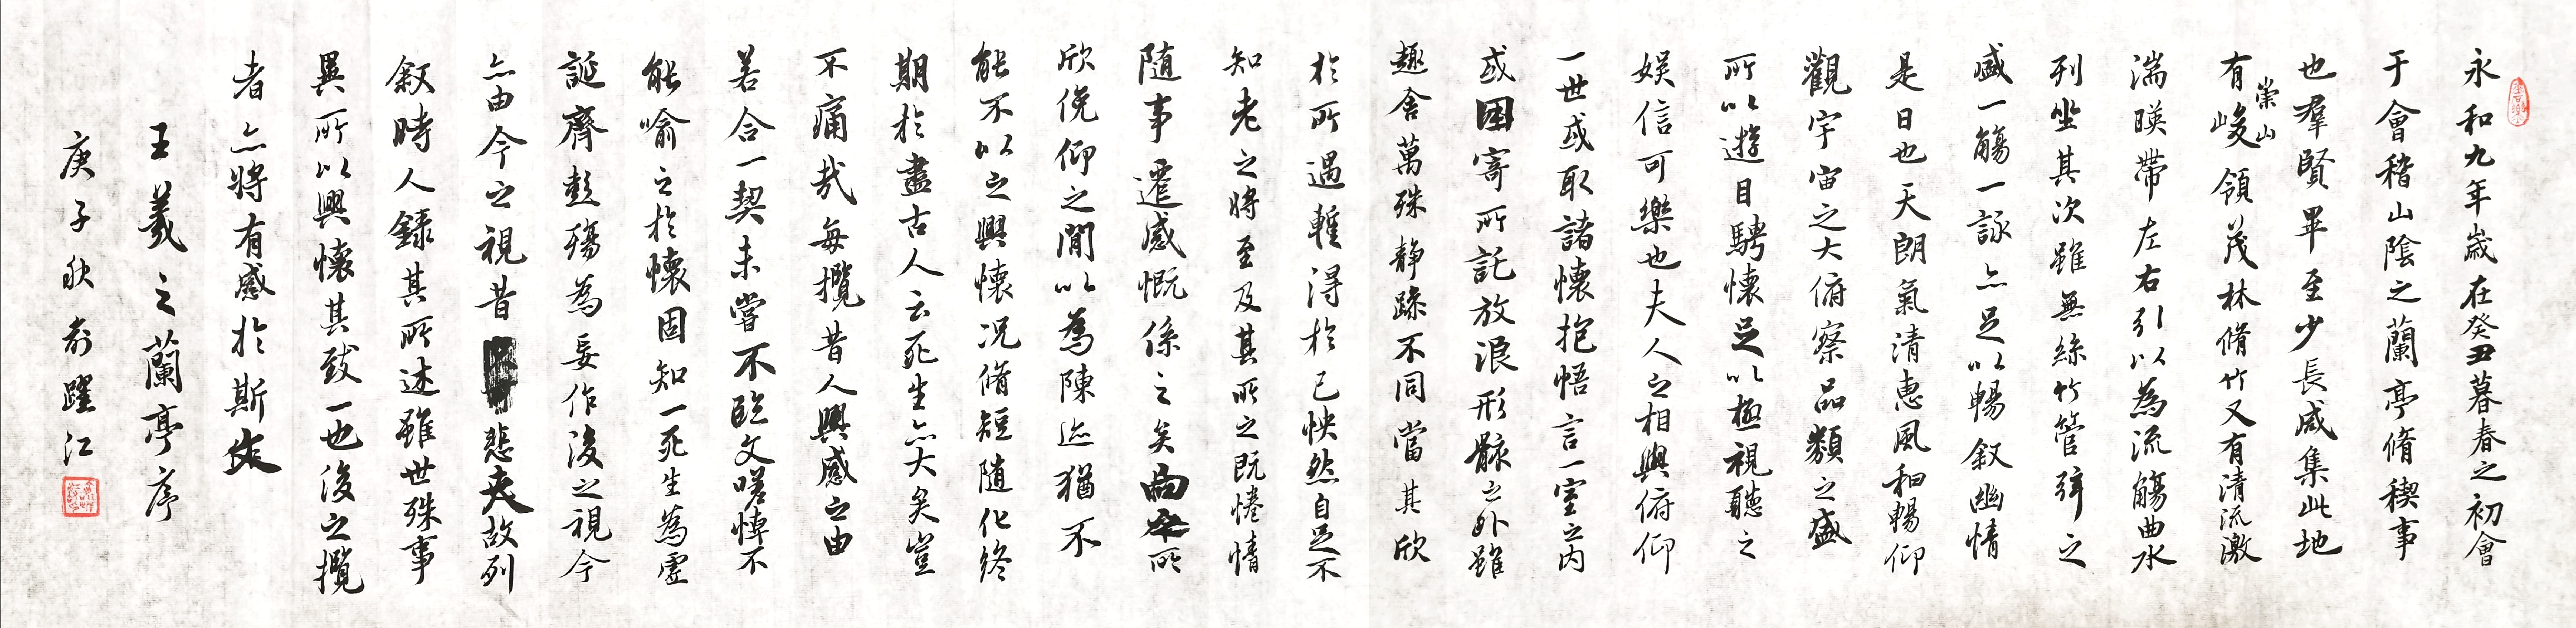 永和九年歲在癸丑暮春之初會
于會稽山陰之蘭亭脩稧事
也羣賢畢至少長咸集此地
有崇山峻領茂林脩竹又有清流激
湍暎帶左右引以為流觴曲水
列坐其次雖無絲竹管弦之
盛一觴一詠亦足以暢叙幽情
是日也天朗氣清惠風和暢仰
觀宇宙之大俯察品類之盛
所以遊目騁懷足以極視聽之
娛信可樂也夫人之相與俯仰
一世或取諸懷抱悟言一室之內
或因寄所託放浪形骸之外雖
趣舍萬殊静躁不同當其欣
於所遇暫得於己怏然自足不
知老之將至及其所之既惓情
隨事遷感慨係之矣向之所
欣俛仰之閒以為陳迹猶不
能不以之興懷况脩短隨化終
期於盡古人云死生亦大矣豈
不痛哉每攬昔人興感之由
若合一契未嘗不臨文嗟悼不
能喻之於懷固知一死生為虛
誕齊彭殤為妄作後之視今
亦由今之視昔悲夫故列
叙時人錄其所述雖世殊事
異所以興懷其致一也後之攬
者亦將有感於斯文
王羲之蘭亭序
庚子秋俞躍江